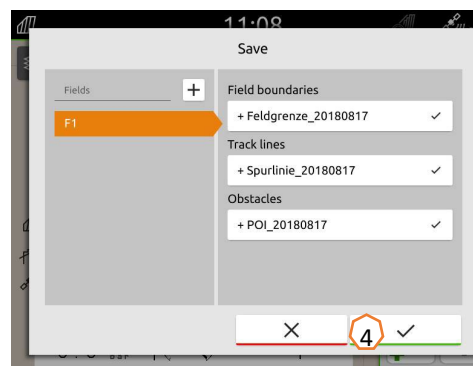 11:08
Save
Fields
+
F1
Field boundaries
+ Feldgrenze_20180817
Track lines
+ Spurlinie_20180817
Obstacles
+ POI_20180817
4